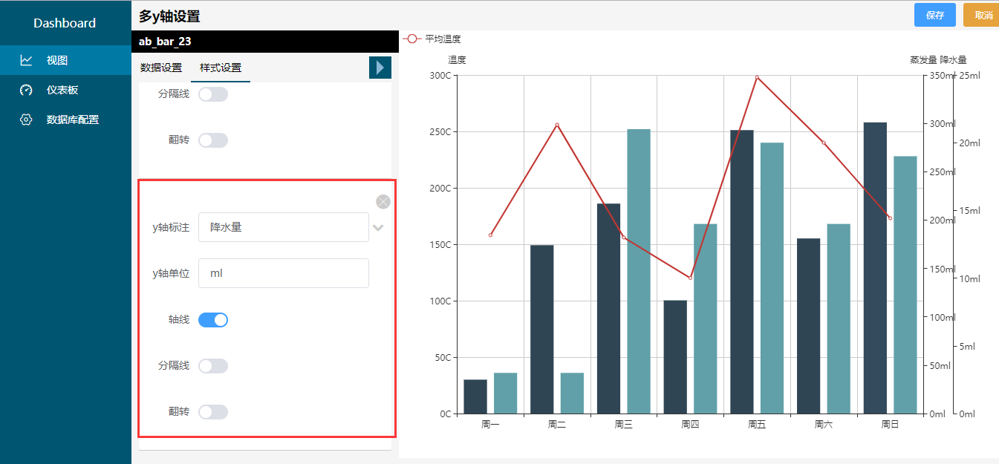 Dashboard
视图
仪表板
数据库配置
多y轴设置
保存
取消
ab_bar_23
数据设置 样式设置
分隔线
翻转
y轴标注 降水量
y轴单位 ml
轴线
分隔线
翻转
平均温度
温度
蒸发量 降水量
300C
250C
200C
150C
100C
50C
0C
350ml
300ml
250ml
200ml
150ml
100ml
50ml
0ml
25ml
20ml
15ml
10ml
5ml
0ml
周一 周二 周三 周四 周五 周六 周日